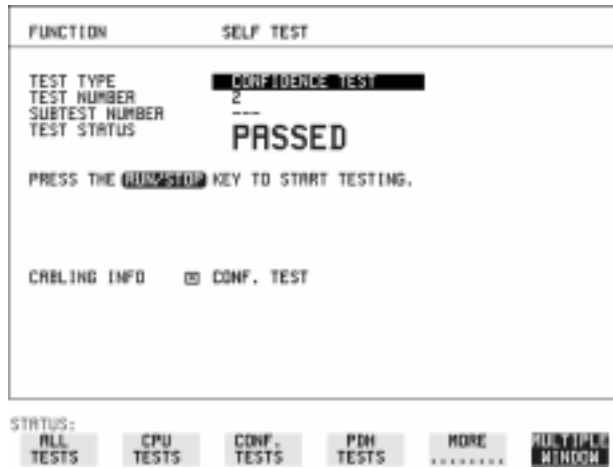 FUNCTION SELF TEST
TEST TYPE CONFIDENCE TEST
TEST NUMBER 2
SUBTEST NUMBER ---
TEST STATUS PASSED
PRESS THE RUN/STOP KEY TO START TESTING.
CABLING INFO CONF. TEST
STATUS:
ALL TESTS CPU TESTS CONF. TESTS PDH TESTS MORE ........ MULTIPLE WINDOW